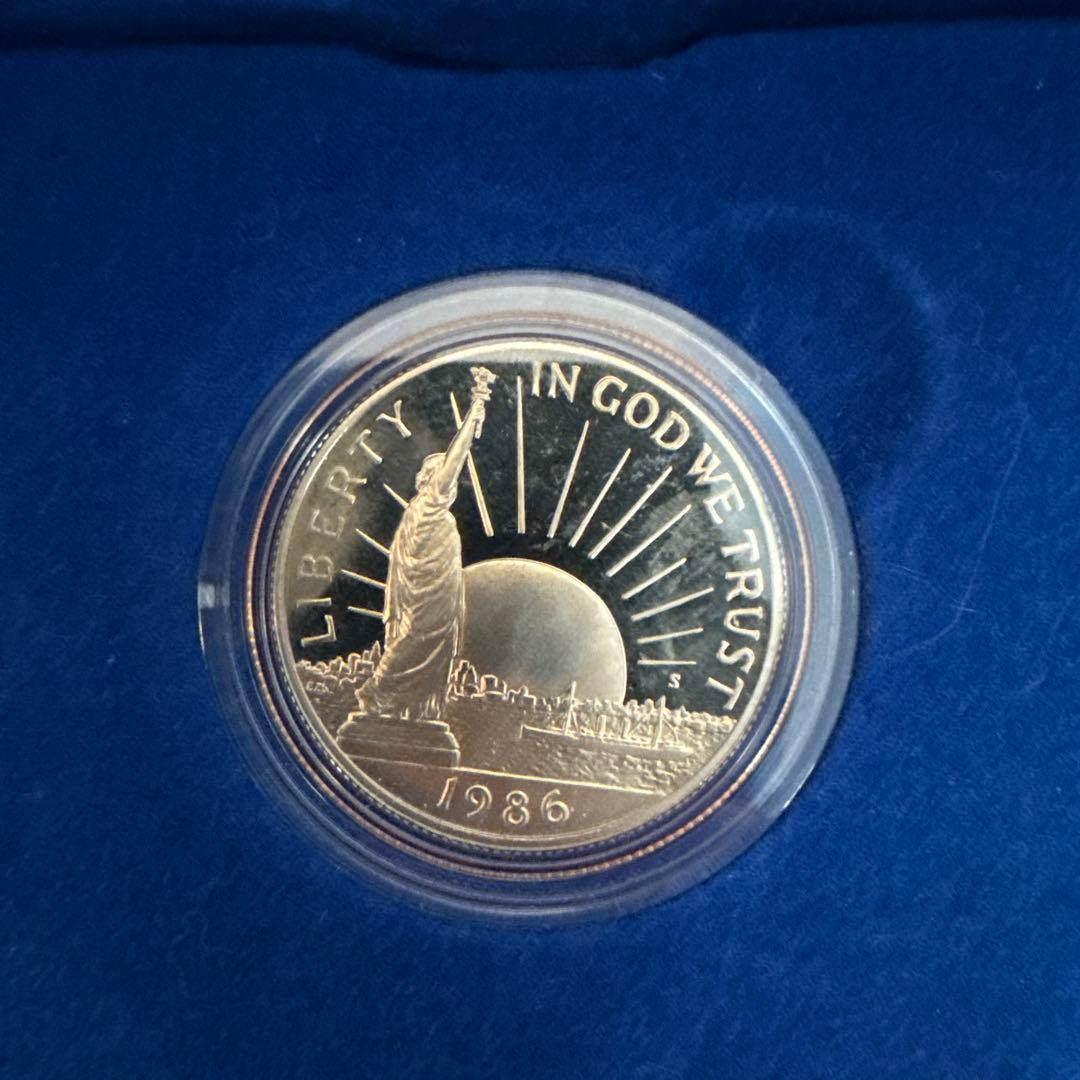 LIBERTY
IN GOD WE TRUST
S
1986